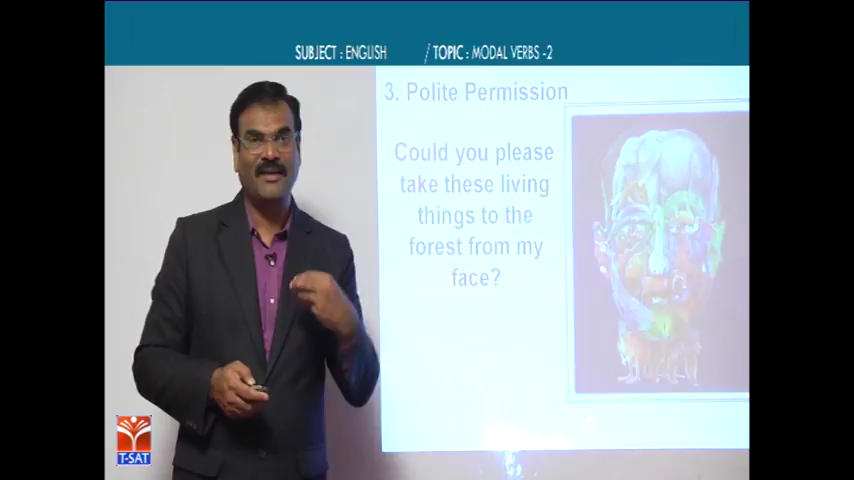 SUBJECT : ENGLISH / TOPIC : MODAL VERBS -2
3. Polite Permission
Could you please
take these living
things to the
forest from my
face?
T-SAT